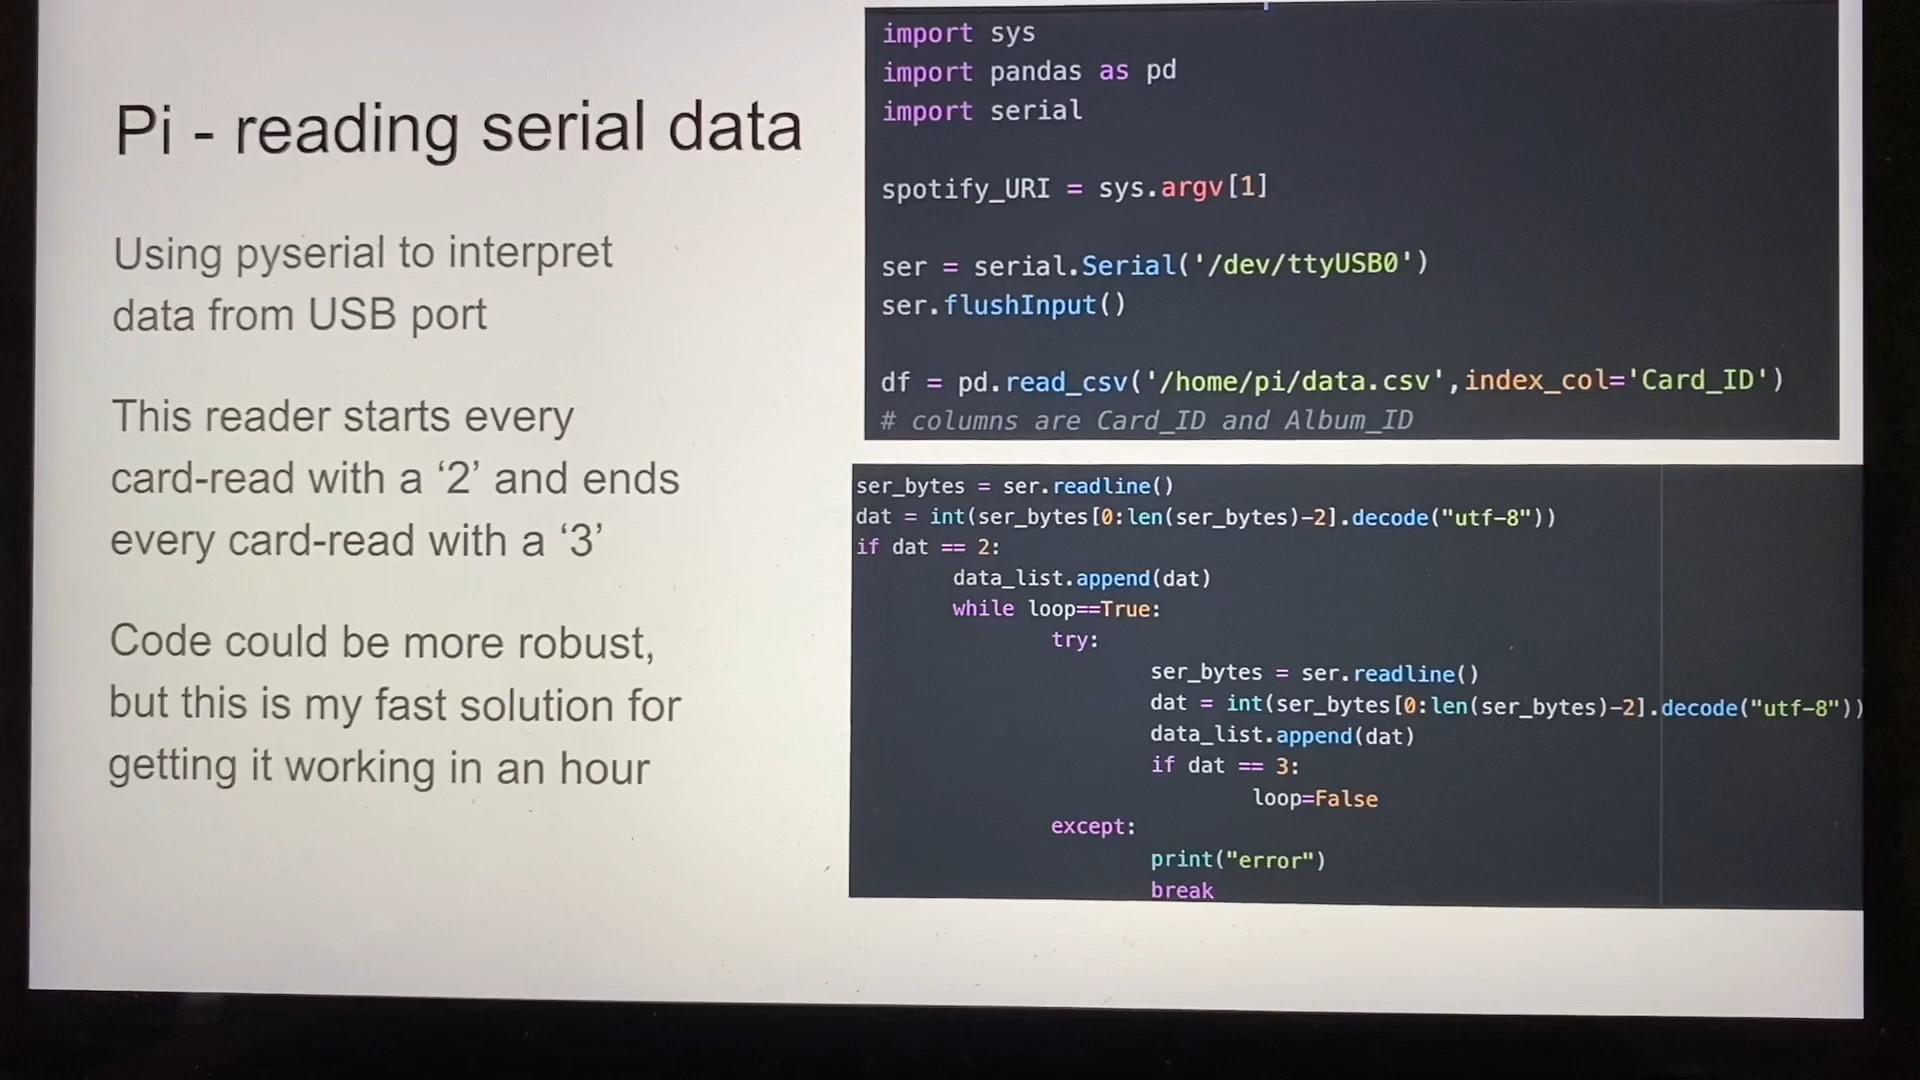 Pi - reading serial data
Using pyserial to interpret
data from USB port
This reader starts every
card-read with a ‘2’ and ends
every card-read with a ‘3’
Code could be more robust,
but this is my fast solution for
getting it working in an hour
import sys
import pandas as pd
import serial
spotify_URI = sys.argv[1]
ser = serial.Serial('/dev/ttyUSB0')
ser.flushInput()
df = pd.read_csv('/home/pi/data.csv',index_col='Card_ID')
# columns are Card_ID and Album_ID
ser_bytes = ser.readline()
dat = int(ser_bytes[0:len(ser_bytes)-2].decode("utf-8"))
if dat == 2:
data_list.append(dat)
while loop==True:
try:
ser_bytes = ser.readline()
dat = int(ser_bytes[0:len(ser_bytes)-2].decode("utf-8"))
data_list.append(dat)
if dat == 3:
loop=False
except:
print("error")
break